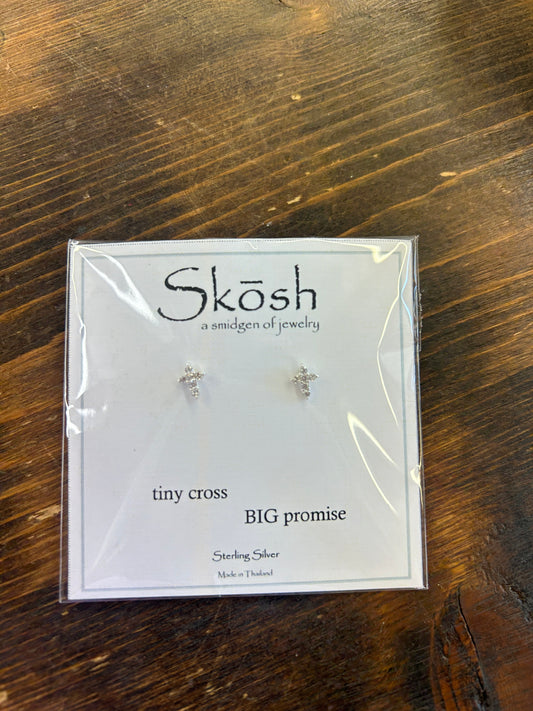 Skōsh
a smidgen of jewelry
tiny cross
BIG promise
Sterling Silver
Made in Thailand